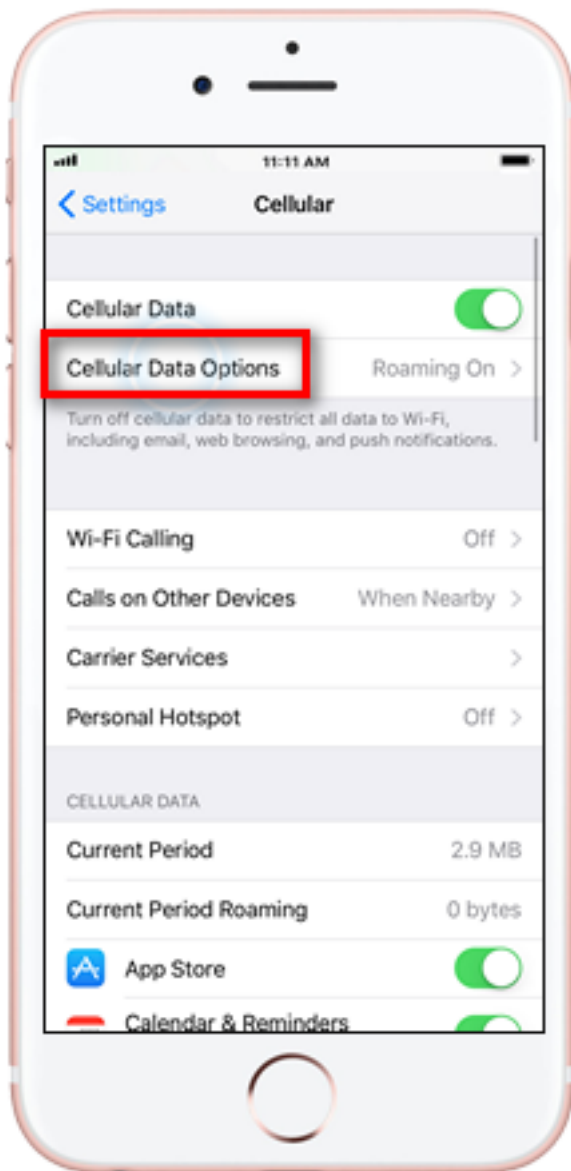 11:11 AM
Settings
Cellular
Cellular Data
Cellular Data Options
Roaming On
Turn off cellular data to restrict all data to Wi-Fi,
including email, web browsing, and push notifications.
Wi-Fi Calling
Off
Calls on Other Devices
When Nearby
Carrier Services
Personal Hotspot
Off
CELLULAR DATA
Current Period
2.9 MB
Current Period Roaming
0 bytes
App Store
Calendar & Reminders